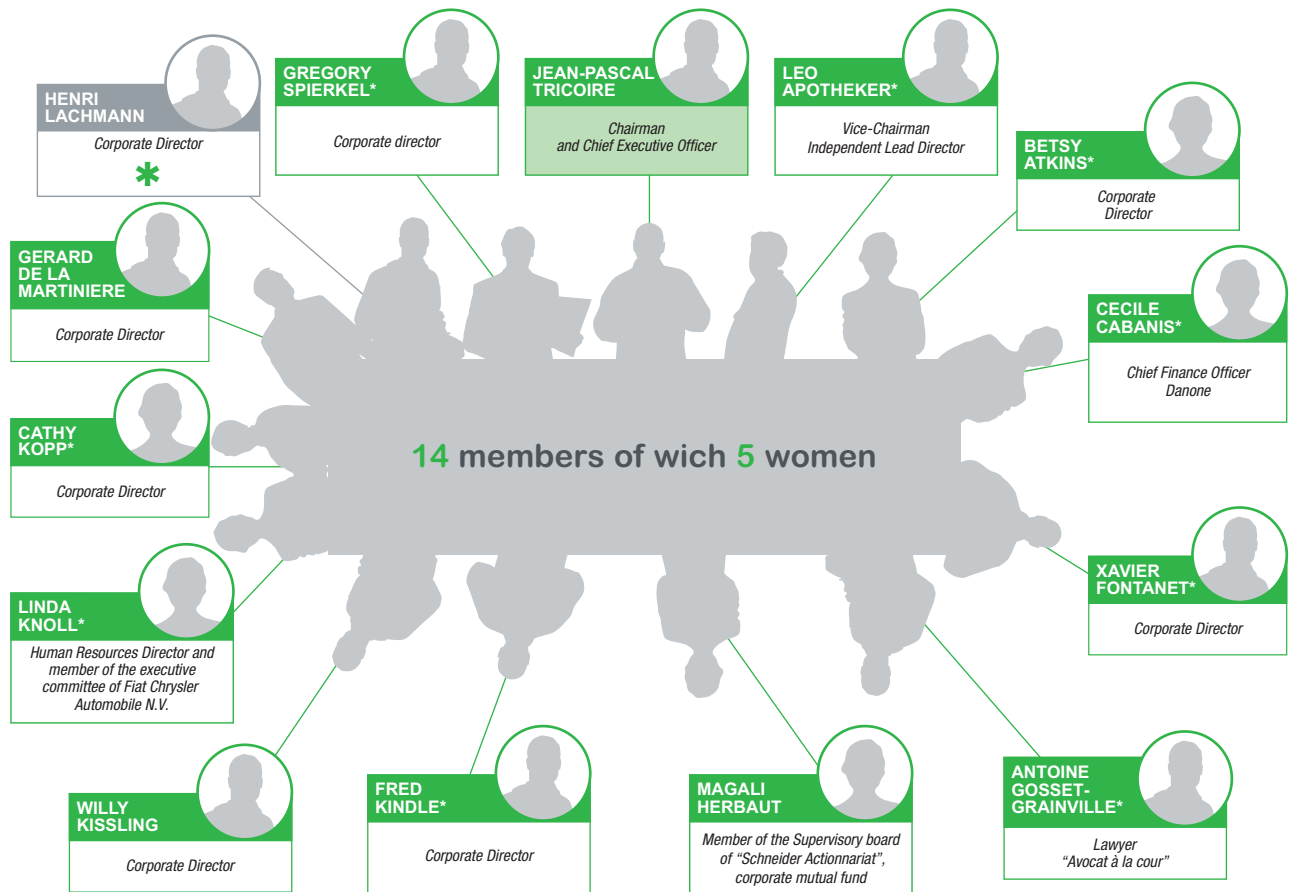 HENRI
LACHMANN
Corporate Director
*
GREGORY
SPIERKEL*
Corporate director
JEAN-PASCAL
TRICOIRE
Chairman
and Chief Executive Officer
LEO
APOTHEKER*
Vice-Chairman
Independent Lead Director
BETSY
ATKINS*
Corporate
Director
GERARD
DE LA
MARTINIERE
Corporate Director
CECILE
CABANIS*
Chief Finance Officer
Danone
CATHY
KOPP*
Corporate Director
14 members of wich 5 women
XAVIER
FONTANET*
Corporate Director
LINDA
KNOLL*
Human Resources Director and
member of the executive
committee of Fiat Chrysler
Automobile N.V.
WILLY
KISSLING
Corporate Director
FRED
KINDLE*
Corporate Director
MAGALI
HERBAUT
Member of the Supervisory board
of “Schneider Actionnariat”,
corporate mutual fund
ANTOINE
GOSSET-
GRAINVILLE*
Lawyer
“Avocat à la cour”